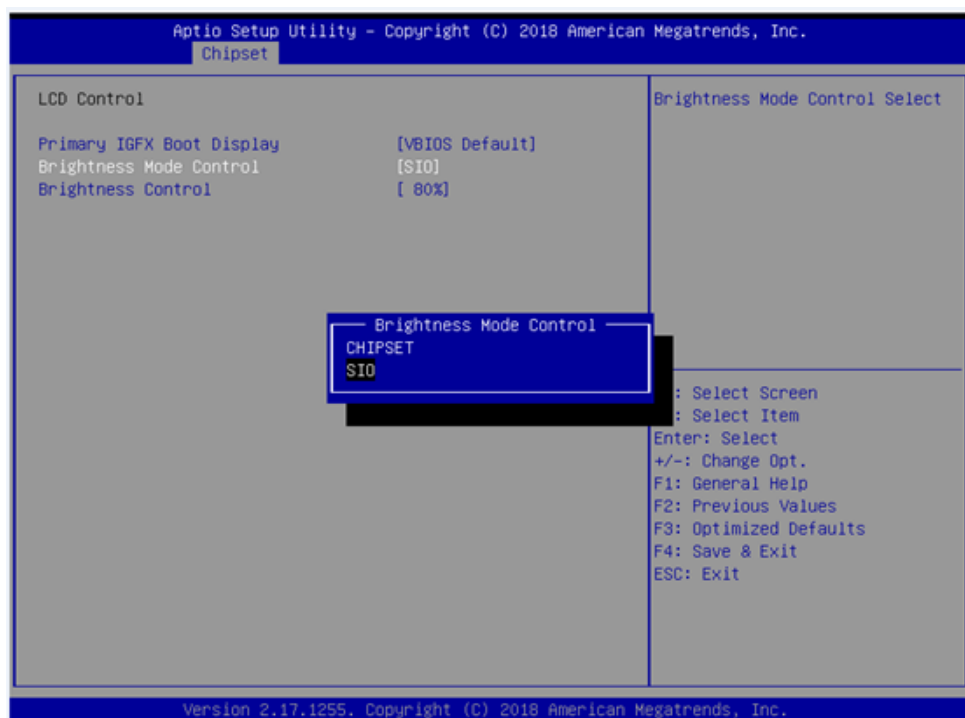 Aptio Setup Utility – Copyright (C) 2018 American Megatrends, Inc.
Chipset
LCD Control
Primary IGFX Boot Display [VBIOS Default]
Brightness Mode Control [SIO]
Brightness Control [ 80%]
Brightness Mode Control Select
Brightness Mode Control
CHIPSET
SIO
: Select Screen
: Select Item
Enter: Select
+/-: Change Opt.
F1: General Help
F2: Previous Values
F3: Optimized Defaults
F4: Save & Exit
ESC: Exit
Version 2.17.1255. Copyright (C) 2018 American Megatrends, Inc.